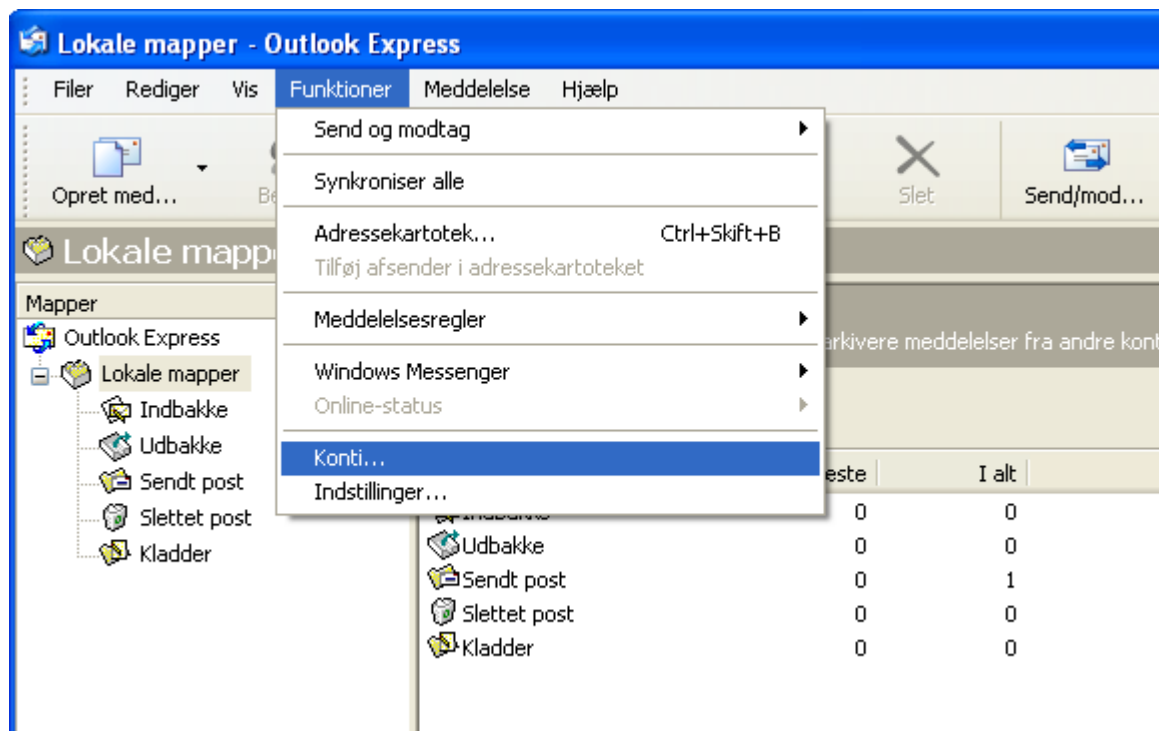 Lokale mapper - Outlook Express
Filer Rediger Vis Funktioner Meddelelse Hjælp
Send og modtag
Synkroniser alle
Adressekartotek... Ctrl+Skift+B
Tilføj afsender i adressekartoteket
Meddelelsesregler
Windows Messenger
Online-status
Konti...
Indstillinger...
Opret med... Slet Send/mod...
Lokale
Mapper
Outlook Express
Lokale mapper
Indbakke
Udbakke
Sendt post
Slettet post
Kladder
meddelelser fra andre
I alt
0 0
Udbakke 0 0
Sendt post 0 1
Slettet post 0 0
Kladder 0 0